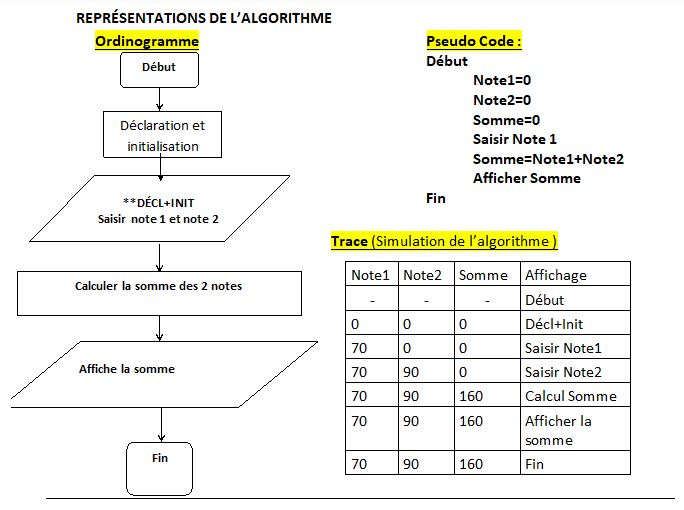 REPRÉSENTATIONS DE L’ALGORITHME
Ordinogramme
Début
Déclaration et
initialisation
**DÉCL+INIT
Saisir note 1 et note 2
Calculer la somme des 2 notes
Affiche la somme
Fin
Pseudo Code :
Début
Note1=0
Note2=0
Somme=0
Saisir Note 1
Somme=Note1+Note2
Afficher Somme
Fin
Trace (Simulation de l’algorithme )
Note1 Note2 Somme Affichage
- - - Début
0 0 0 Décl+Init
70 0 0 Saisir Note1
70 90 0 Saisir Note2
70 90 160 Calcul Somme
70 90 160 Afficher la
somme
70 90 160 Fin